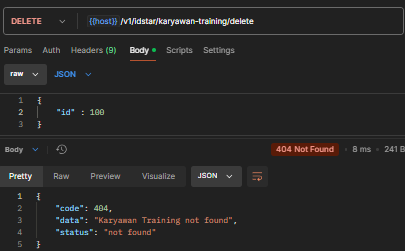 DELETE {{host}} /v1/idstar/karyawan-training/delete
Params Auth Headers (9) Body Scripts Settings
raw JSON
1 {
2 "id" : 100
3 }
Body 404 Not Found 8 ms 241 B
Pretty Raw Preview Visualize JSON
1 {
2 "code": 404,
3 "data": "Karyawan Training not found",
4 "status": "not found"
5 }